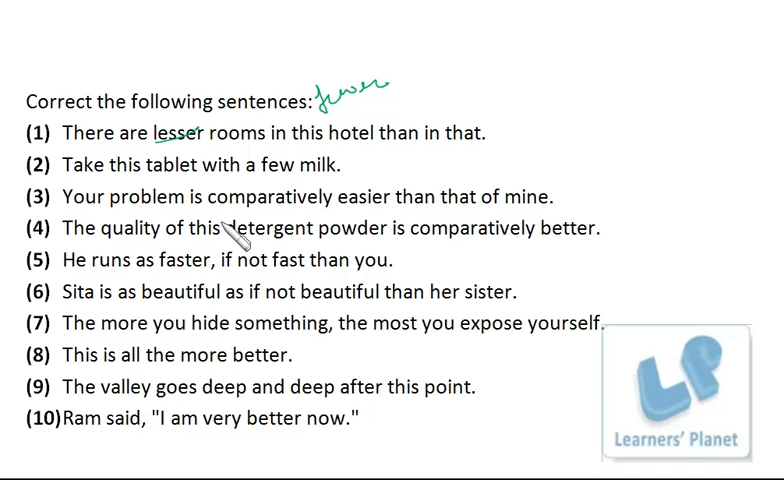 Correct the following sentences: fewer
(1) There are lesser rooms in this hotel than in that.
(2) Take this tablet with a few milk.
(3) Your problem is comparatively easier than that of mine.
(4) The quality of this detergent powder is comparatively better.
(5) He runs as faster, if not fast than you.
(6) Sita is as beautiful as if not beautiful than her sister.
(7) The more you hide something, the most you expose yourself.
(8) This is all the more better.
(9) The valley goes deep and deep after this point.
(10) Ram said, "I am very better now."
LP
Learners' Planet